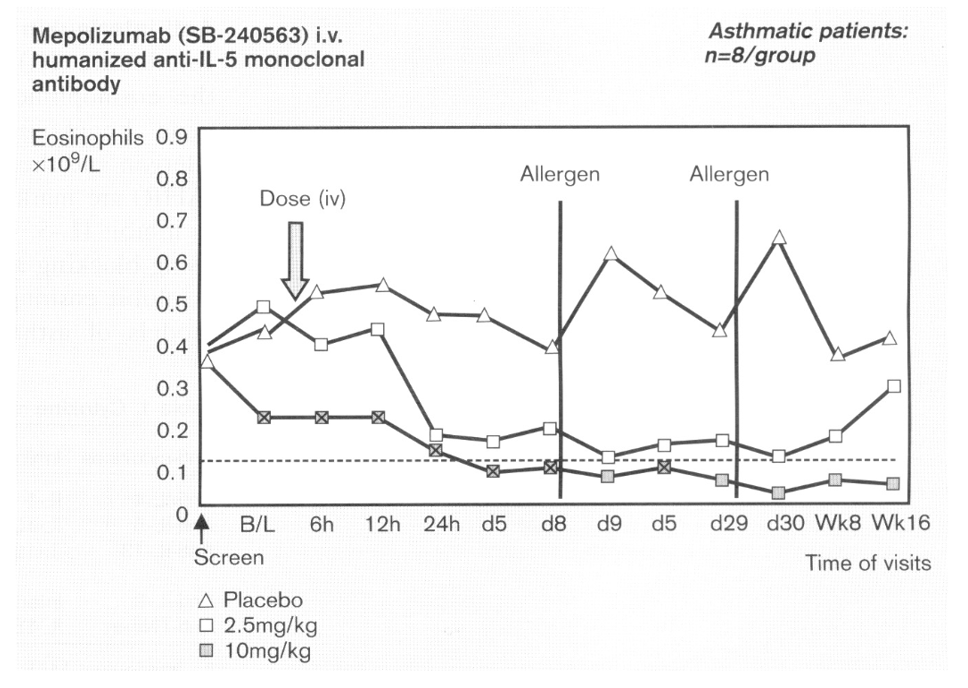 Mepolizumab (SB-240563) i.v.
humanized anti-IL-5 monoclonal
antibody
Asthmatic patients:
n=8/group
Eosinophils
×10⁹/L
0.9
0.8
0.7
0.6
0.5
0.4
0.3
0.2
0.1
0
Dose (iv)
Allergen
Allergen
B/L 6h 12h 24h d5 d8 d9 d5 d29 d30 Wk8 Wk16
Screen
Time of visits
Placebo
2.5mg/kg
10mg/kg